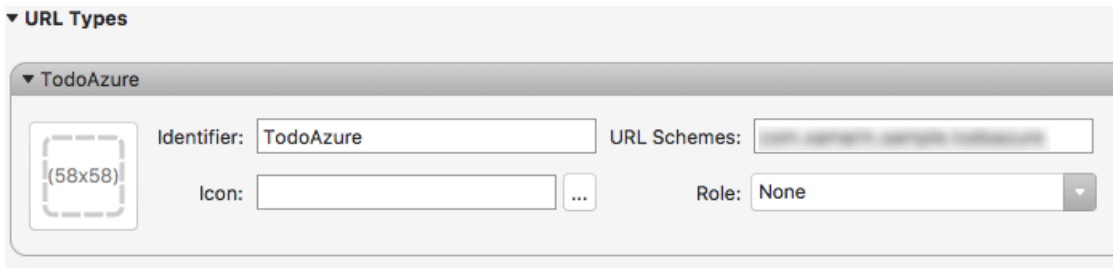 URL Types
TodoAzure
Identifier: TodoAzure URL Schemes:
(58x58)
Icon: ... Role: None